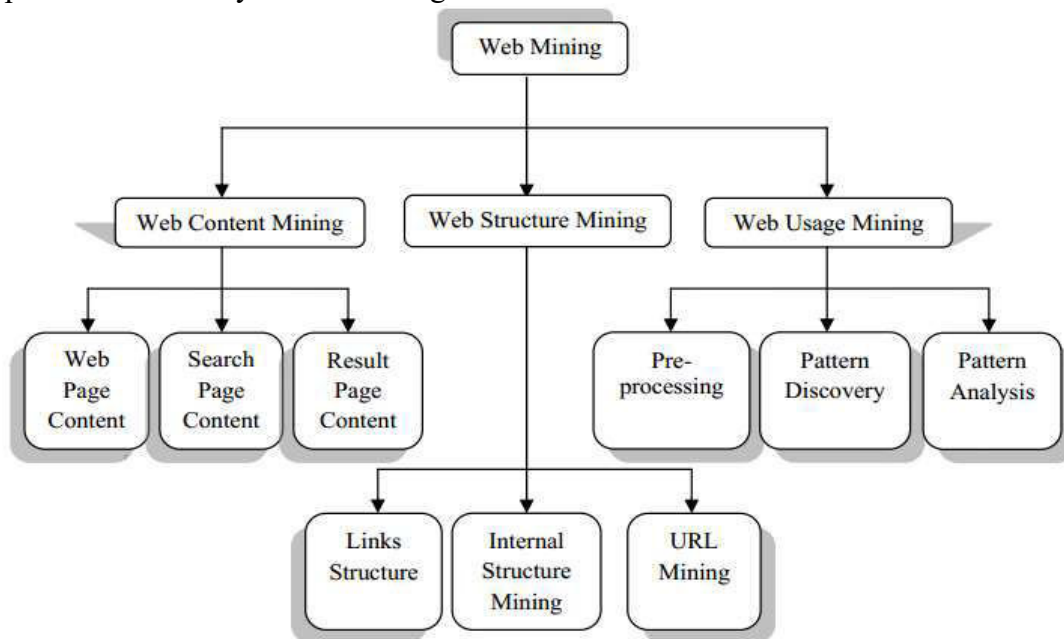 Web Mining
Web Content Mining
Web Structure Mining
Web Usage Mining
Web
Page
Content
Search
Page
Content
Result
Page
Content
Pre-
processing
Pattern
Discovery
Pattern
Analysis
Links
Structure
Internal
Structure
Mining
URL
Mining